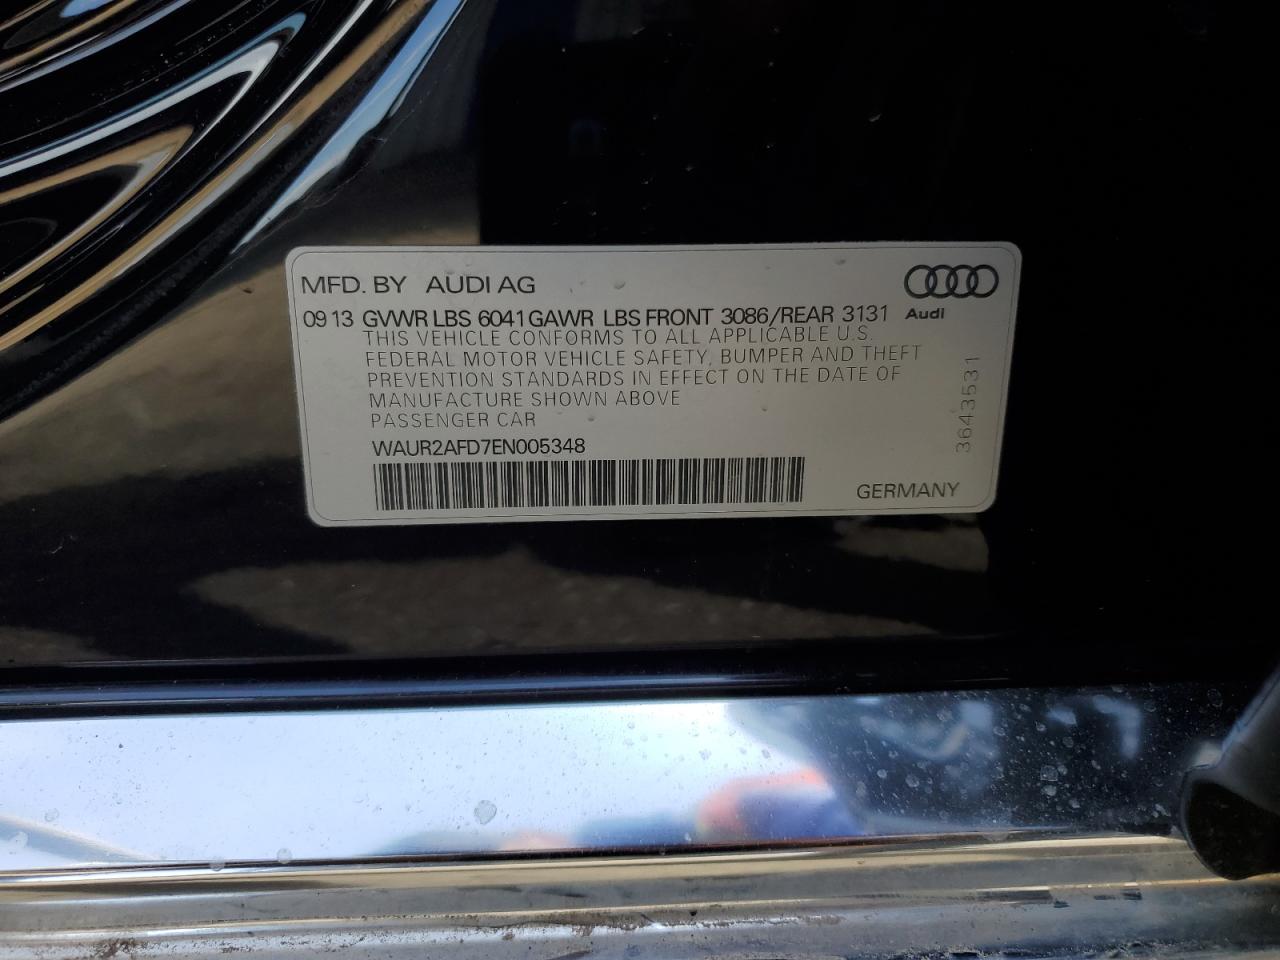 MFD. BY AUDI AG
09 13 GVWR LBS 6041 GAWR LBS FRONT 3086/REAR 3131
Audi
THIS VEHICLE CONFORMS TO ALL APPLICABLE U.S.
FEDERAL MOTOR VEHICLE SAFETY, BUMPER AND THEFT
PREVENTION STANDARDS IN EFFECT ON THE DATE OF
MANUFACTURE SHOWN ABOVE
PASSENGER CAR
WAUR2AFD7EN005348
GERMANY
3643531